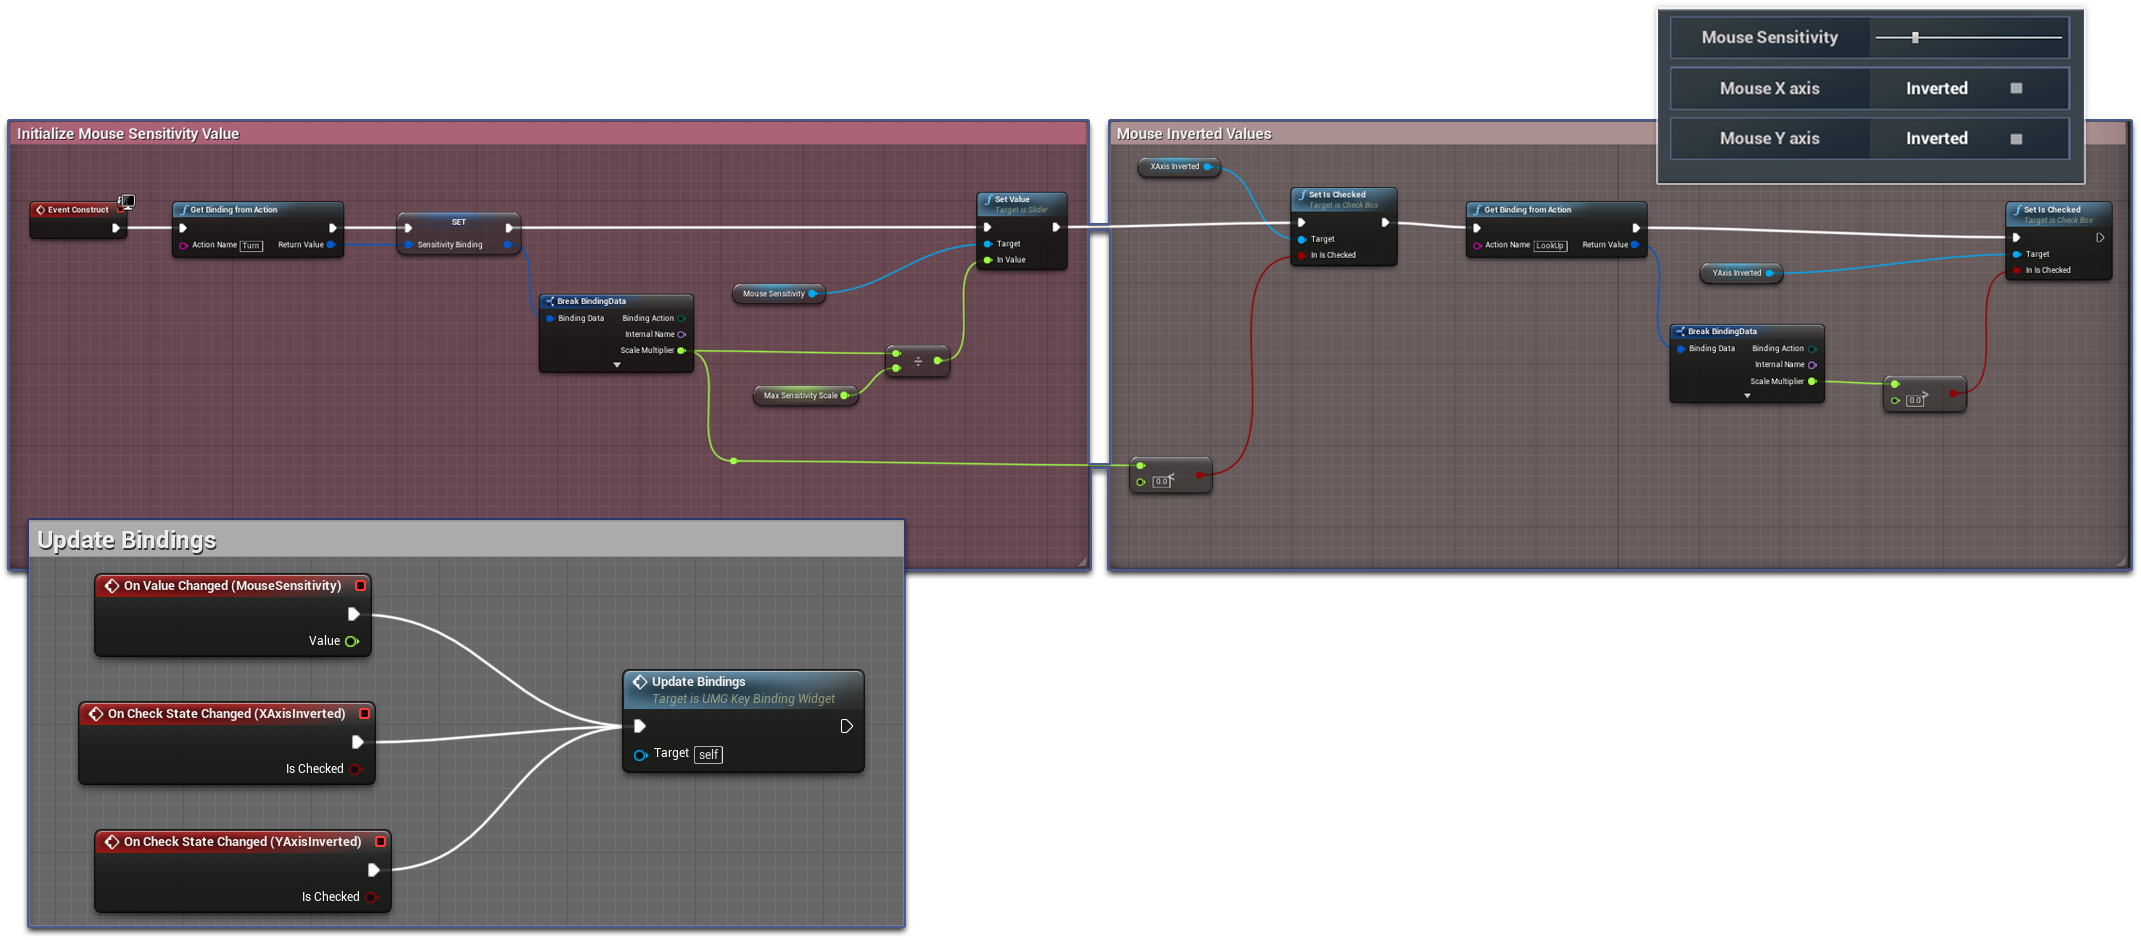 Mouse Sensitivity
Mouse X axis Inverted
Mouse Y axis Inverted
Initialize Mouse Sensitivity Value
Event Construct
Get Binding from Action
Action Name Turn Return Value
SET
Sensitivity Binding
Break BindingData
Binding Data Binding Action
Internal Name
Scale Multiplier
Mouse Sensitivity
Max Sensitivity Scale
÷
Set Value
Target is Slider
Target
In Value
Mouse Inverted Values
XAxis Inverted
Set Is Checked
Target is Check Box
Target
In Is Checked
0.0 <
Get Binding from Action
Action Name LookUp Return Value
YAxis Inverted
Break BindingData
Binding Data Binding Action
Internal Name
Scale Multiplier
0.0 >
Set Is Checked
Target is Check Box
Target
In Is Checked
Update Bindings
On Value Changed (MouseSensitivity)
Value
On Check State Changed (XAxisInverted)
Is Checked
On Check State Changed (YAxisInverted)
Is Checked
Update Bindings
Target is UMG Key Binding Widget
Target self